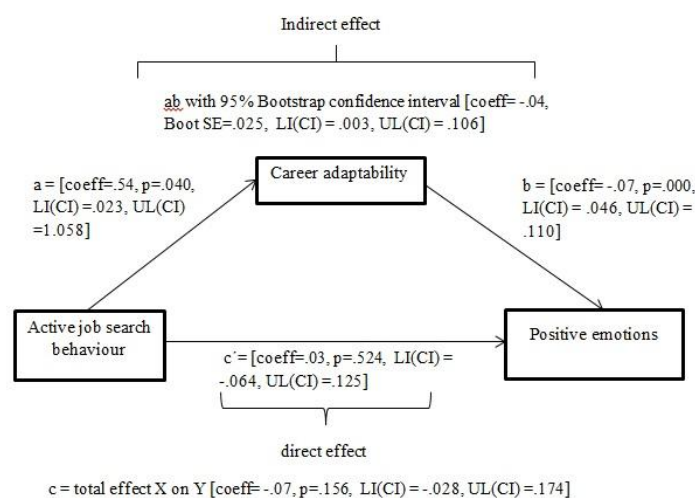 Indirect effect
ab with 95% Bootstrap confidence interval [coeff= -.04,
Boot SE=.025, LI(CI) = .003, UL(CI) = .106]
a = [coeff=.54, p=.040,
LI(CI) =.023, UL(CI)
=1.058]
Career adaptability
b = [coeff= -.07, p=.000,
LI(CI) = .046, UL(CI) =
.110]
Active job search
behaviour
Positive emotions
c´= [coeff=.03, p=.524, LI(CI) =
-.064, UL(CI) =.125]
direct effect
c = total effect X on Y [coeff= -.07, p=.156, LI(CI) =-.028, UL(CI) =.174]